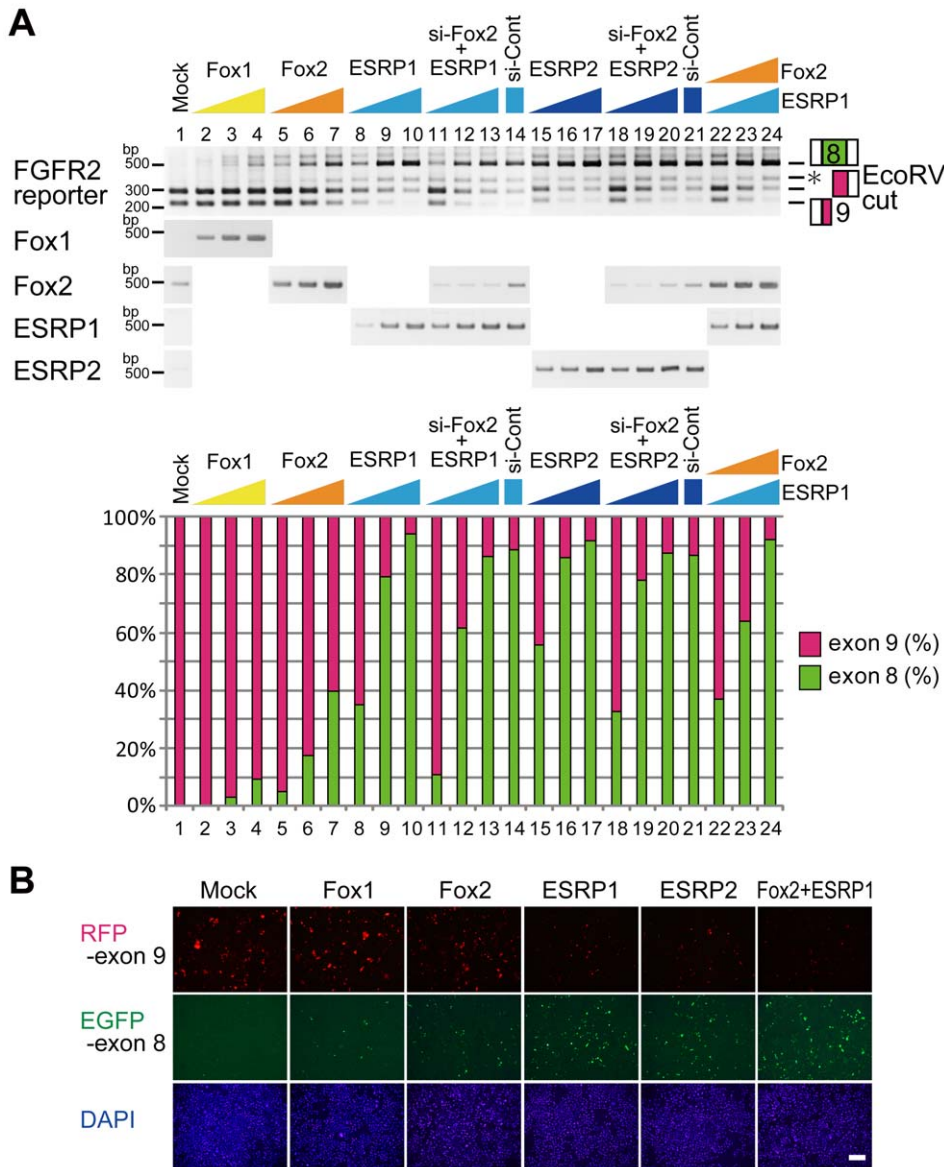 A
si-Fox2 + ESRP1
si-Cont
si-Fox2 + ESRP2
si-Cont
Mock Fox1 Fox2 ESRP1 ESRP2 Fox2
ESRP1
1 2 3 4 5 6 7 8 9 10 11 12 13 14 15 16 17 18 19 20 21 22 23 24
FGFR2 reporter
bp
500
300
200
8
* EcoRV cut
9
Fox1
bp
500
Fox2
bp
500
ESRP1
bp
500
ESRP2
bp
500
si-Fox2 + ESRP1
si-Cont
si-Fox2 + ESRP2
si-Cont
Mock Fox1 Fox2 ESRP1 ESRP2 Fox2
ESRP1
100%
80%
60%
40%
20%
0%
exon 9 (%)
exon 8 (%)
1 2 3 4 5 6 7 8 9 10 11 12 13 14 15 16 17 18 19 20 21 22 23 24
B
Mock Fox1 Fox2 ESRP1 ESRP2 Fox2+ESRP1
RFP
-exon 9
EGFP
-exon 8
DAPI